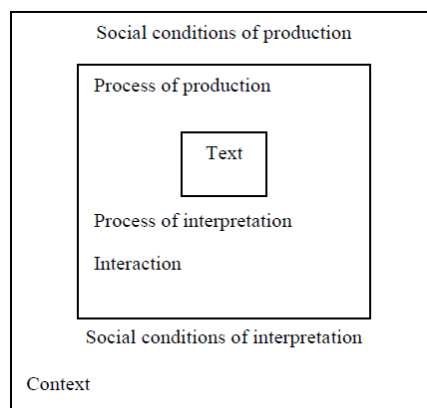 Social conditions of production
Process of production
Text
Process of interpretation
Interaction
Social conditions of interpretation
Context